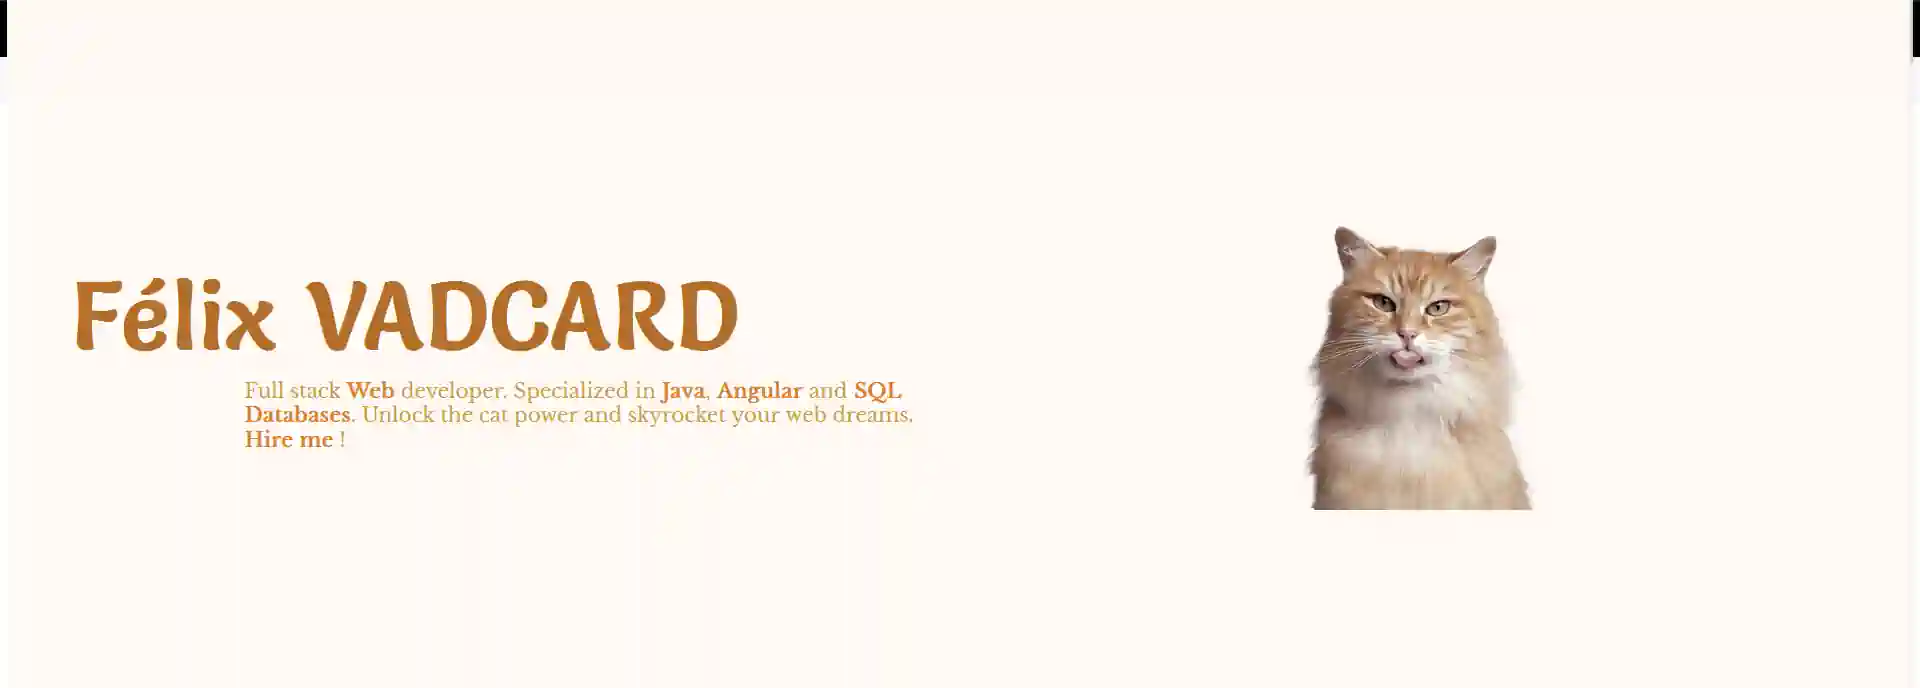 Félix VADCARD
Full stack Web developer. Specialized in Java, Angular and SQL
Databases. Unlock the cat power and skyrocket your web dreams.
Hire me !